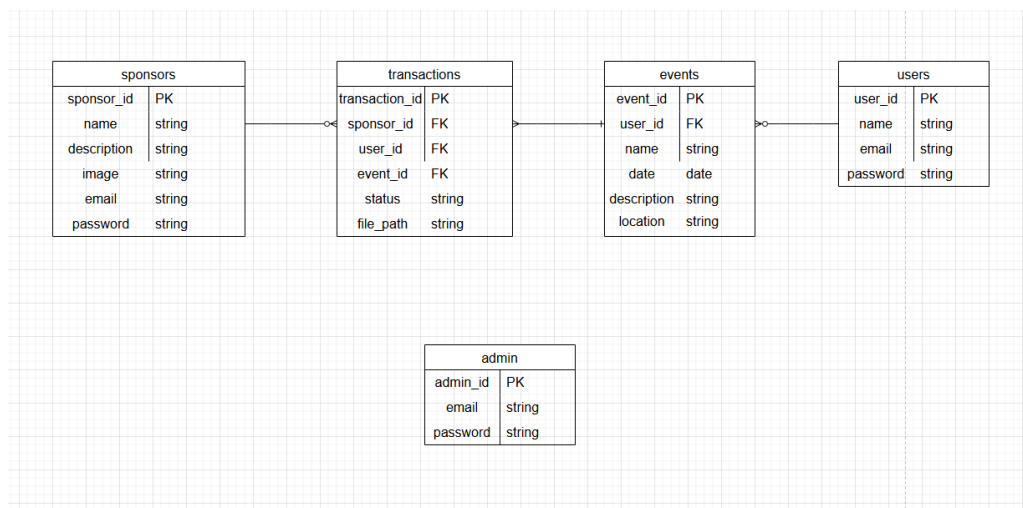 sponsors
sponsor_id PK
name string
description string
image string
email string
password string
transactions
transaction_id PK
sponsor_id FK
user_id FK
event_id FK
status string
file_path string
events
event_id PK
user_id FK
name string
date date
description string
location string
users
user_id PK
name string
email string
password string
admin
admin_id PK
email string
password string